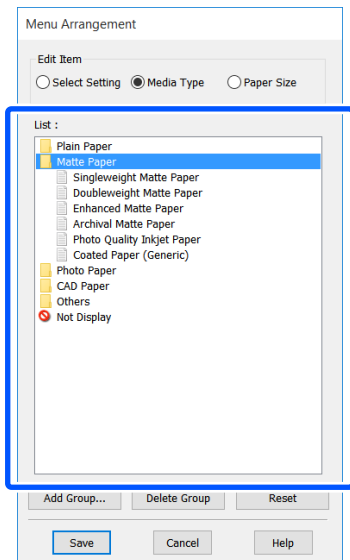 Menu Arrangement
Edit Item
Select Setting Media Type Paper Size
List :
Plain Paper
Matte Paper
Singleweight Matte Paper
Doubleweight Matte Paper
Enhanced Matte Paper
Archival Matte Paper
Photo Quality Inkjet Paper
Coated Paper (Generic)
Photo Paper
CAD Paper
Others
Not Display
Add Group... Delete Group Reset
Save Cancel Help